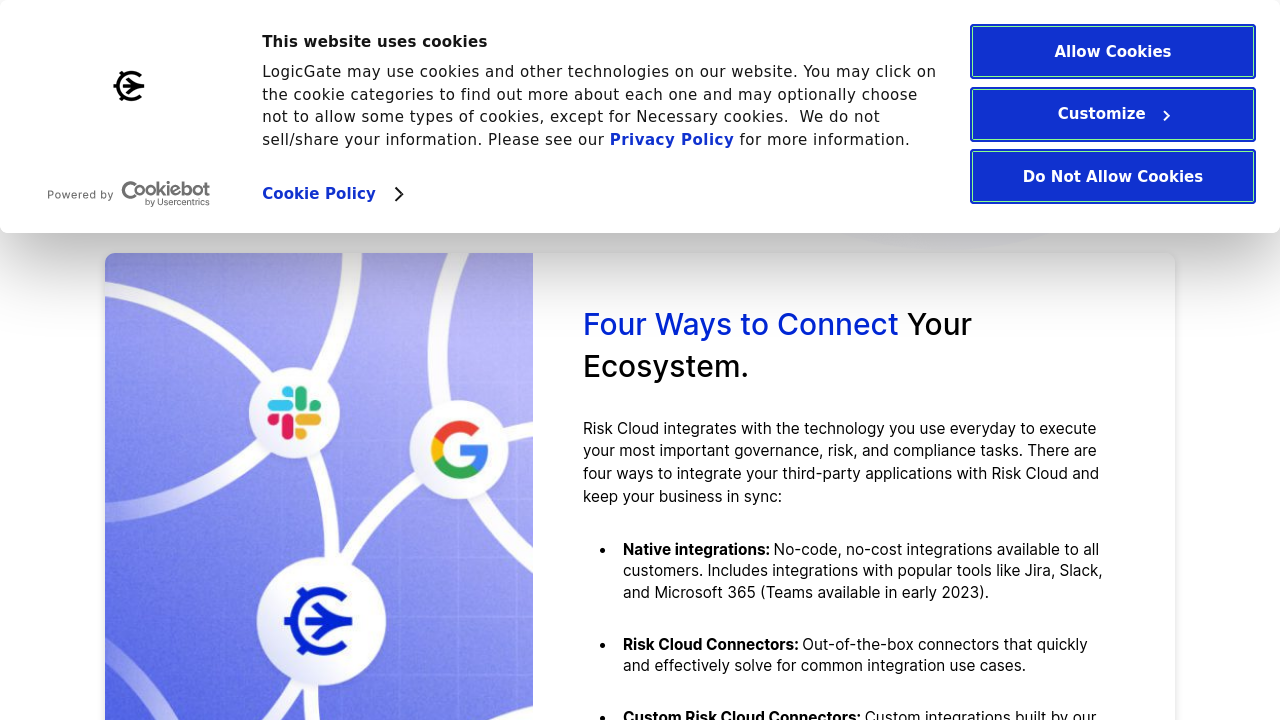 This website uses cookies
LogicGate may use cookies and other technologies on our website. You may click on
the cookie categories to find out more about each one and may optionally choose
not to allow some types of cookies, except for Necessary cookies.  We do not
sell/share your information. Please see our Privacy Policy for more information.
Cookie Policy
Powered by Cookiebot
by Usercentrics
Allow Cookies
Customize
Do Not Allow Cookies
Four Ways to Connect Your
Ecosystem.
Risk Cloud integrates with the technology you use everyday to execute
your most important governance, risk, and compliance tasks. There are
four ways to integrate your third-party applications with Risk Cloud and
keep your business in sync:
• Native integrations: No-code, no-cost integrations available to all
customers. Includes integrations with popular tools like Jira, Slack,
and Microsoft 365 (Teams available in early 2023).
• Risk Cloud Connectors: Out-of-the-box connectors that quickly
and effectively solve for common integration use cases.
• Custom Risk Cloud Connectors: Custom integrations built by our